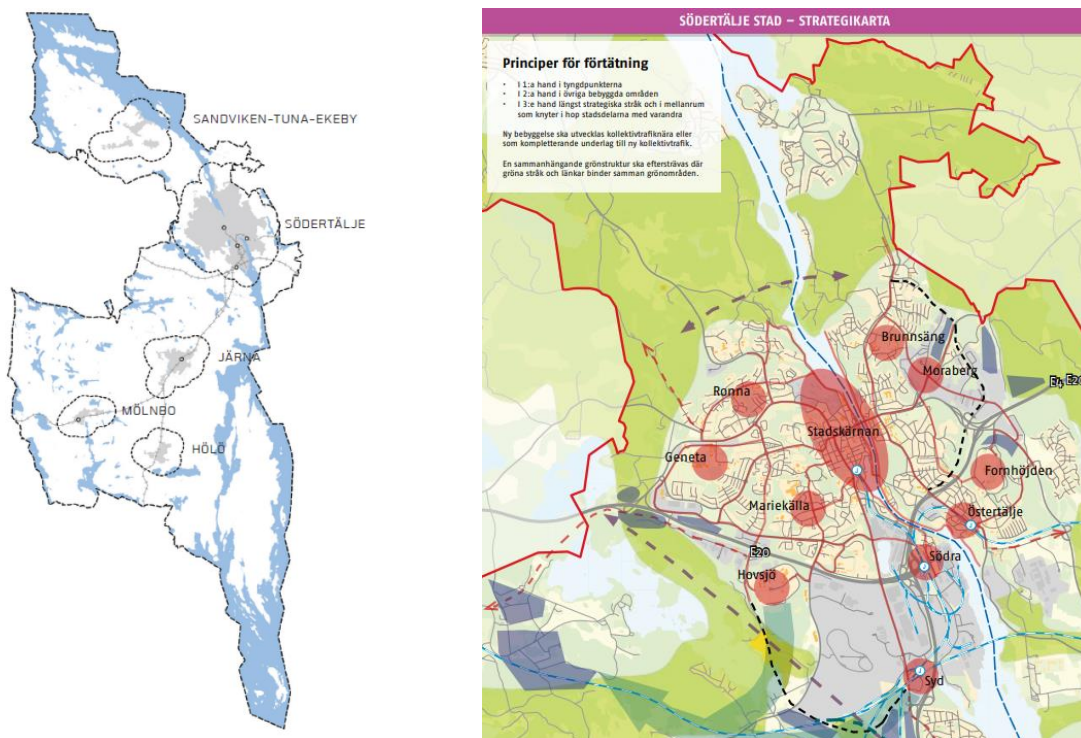 SANDVIKEN-TUNA-EKEBY
SÖDERTÄLJE
JÄRNA
MÖLNBO
HÖLÖ
SÖDERTÄLJE STAD – STRATEGIKARTA
Principer för förtätning
• I 1:a hand i tyngdpunkterna
• I 2:a hand i övriga bebyggda områden
• I 3:e hand längst strategiska stråk och i mellanrum
som knyter i hop stadsdelarna med varandra
Ny bebyggelse ska utvecklas kollektivtrafiknära eller
som kompletterande underlag till ny kollektivtrafik.
En sammanhängande grönstruktur ska eftersträvas där
gröna stråk och länkar binder samman grönområden.
Brunnsäng
Moraberg
E4 E20
Ronna
Stadskärnan
Geneta
Fornhöjden
Mariekälla
Östertälje
E20
Södra
Hovsjö
Syd